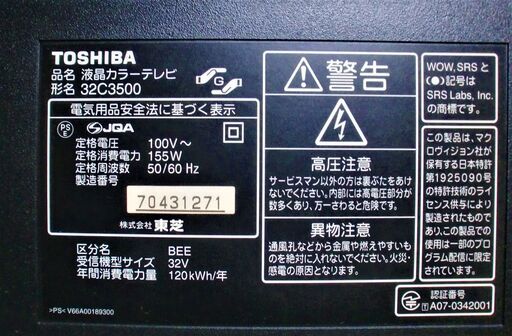 TOSHIBA
品名 液晶カラーテレビ
形名 32C3500
電気用品安全法に基づく表示
PS
E
JQA
定格電圧 100V～
定格消費電力 155W
定格周波数 50/60 Hz
製造番号
70431271
株式会社 東芝
区分名 BEE
受信機型サイズ 32V
年間消費電力量 120kWh/年
>PS< V66A00189300
G
警告
高圧注意
サービスマン以外の方は裏ぶたをあけ
ないでください。内部には高電圧部分が
数多くあり、万一さわると危険です。
異物注意
通風孔などから金属や燃えやすいも
のを絶対に入れないでください。火災・
感電の原因となります。
WOW、SRS と
(●)記号は
SRS Labs, Inc.
の商標です。
この製品は、マク
ロヴィジョン社が
保有する日本特許
第1925090号
の特許技術のライセ
ンス供与によって
製造されたもので
あり、この製品の
使用は一部のプロ
グラム配信に限定
されています。
認証番号
T A07-0342001